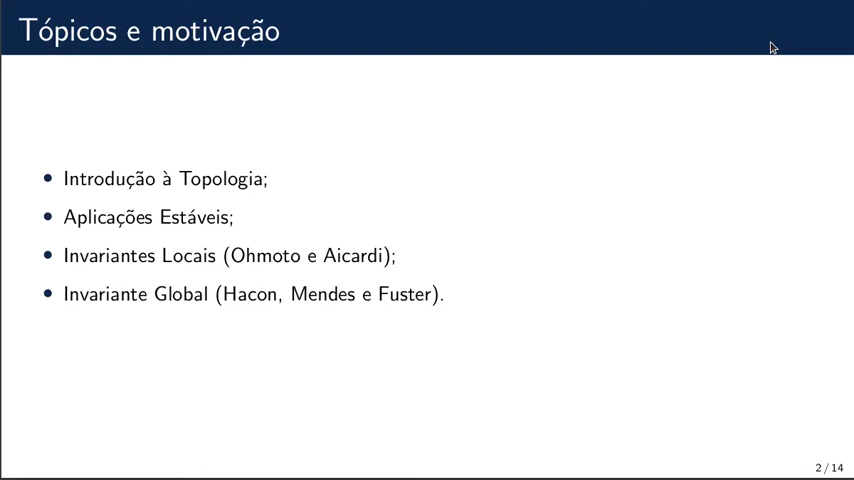 Tópicos e motivação
• Introdução à Topologia;
• Aplicações Estáveis;
• Invariantes Locais (Ohmoto e Aicardi);
• Invariante Global (Hacon, Mendes e Fuster).
2 / 14